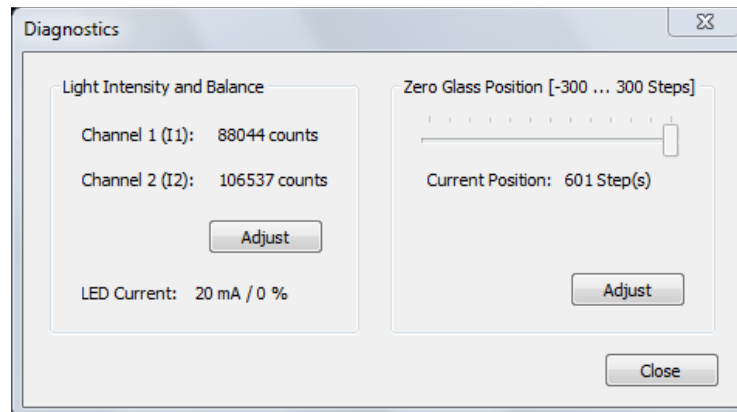 Diagnostics
Light Intensity and Balance
Channel 1 (I1): 88044 counts
Channel 2 (I2): 106537 counts
Adjust
LED Current: 20 mA / 0 %
Zero Glass Position [-300 ... 300 Steps]
Current Position: 601 Step(s)
Adjust
Close